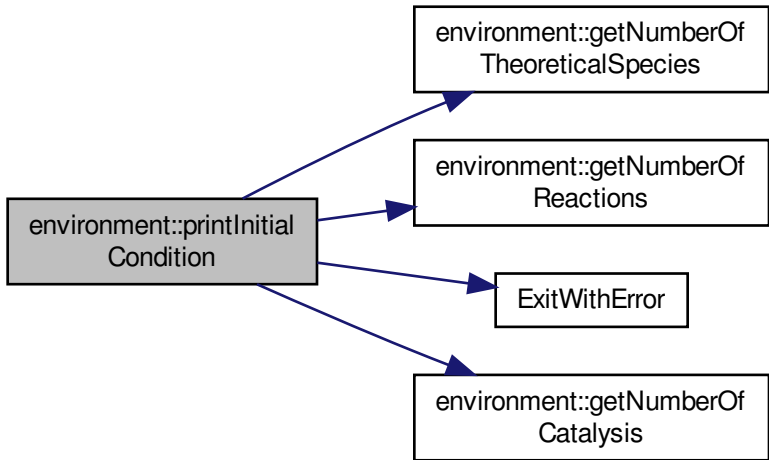 environment::getNumberOf
TheoreticalSpecies
environment::getNumberOf
Reactions
environment::printInitial
Condition
ExitWithError
environment::getNumberOf
Catalysis